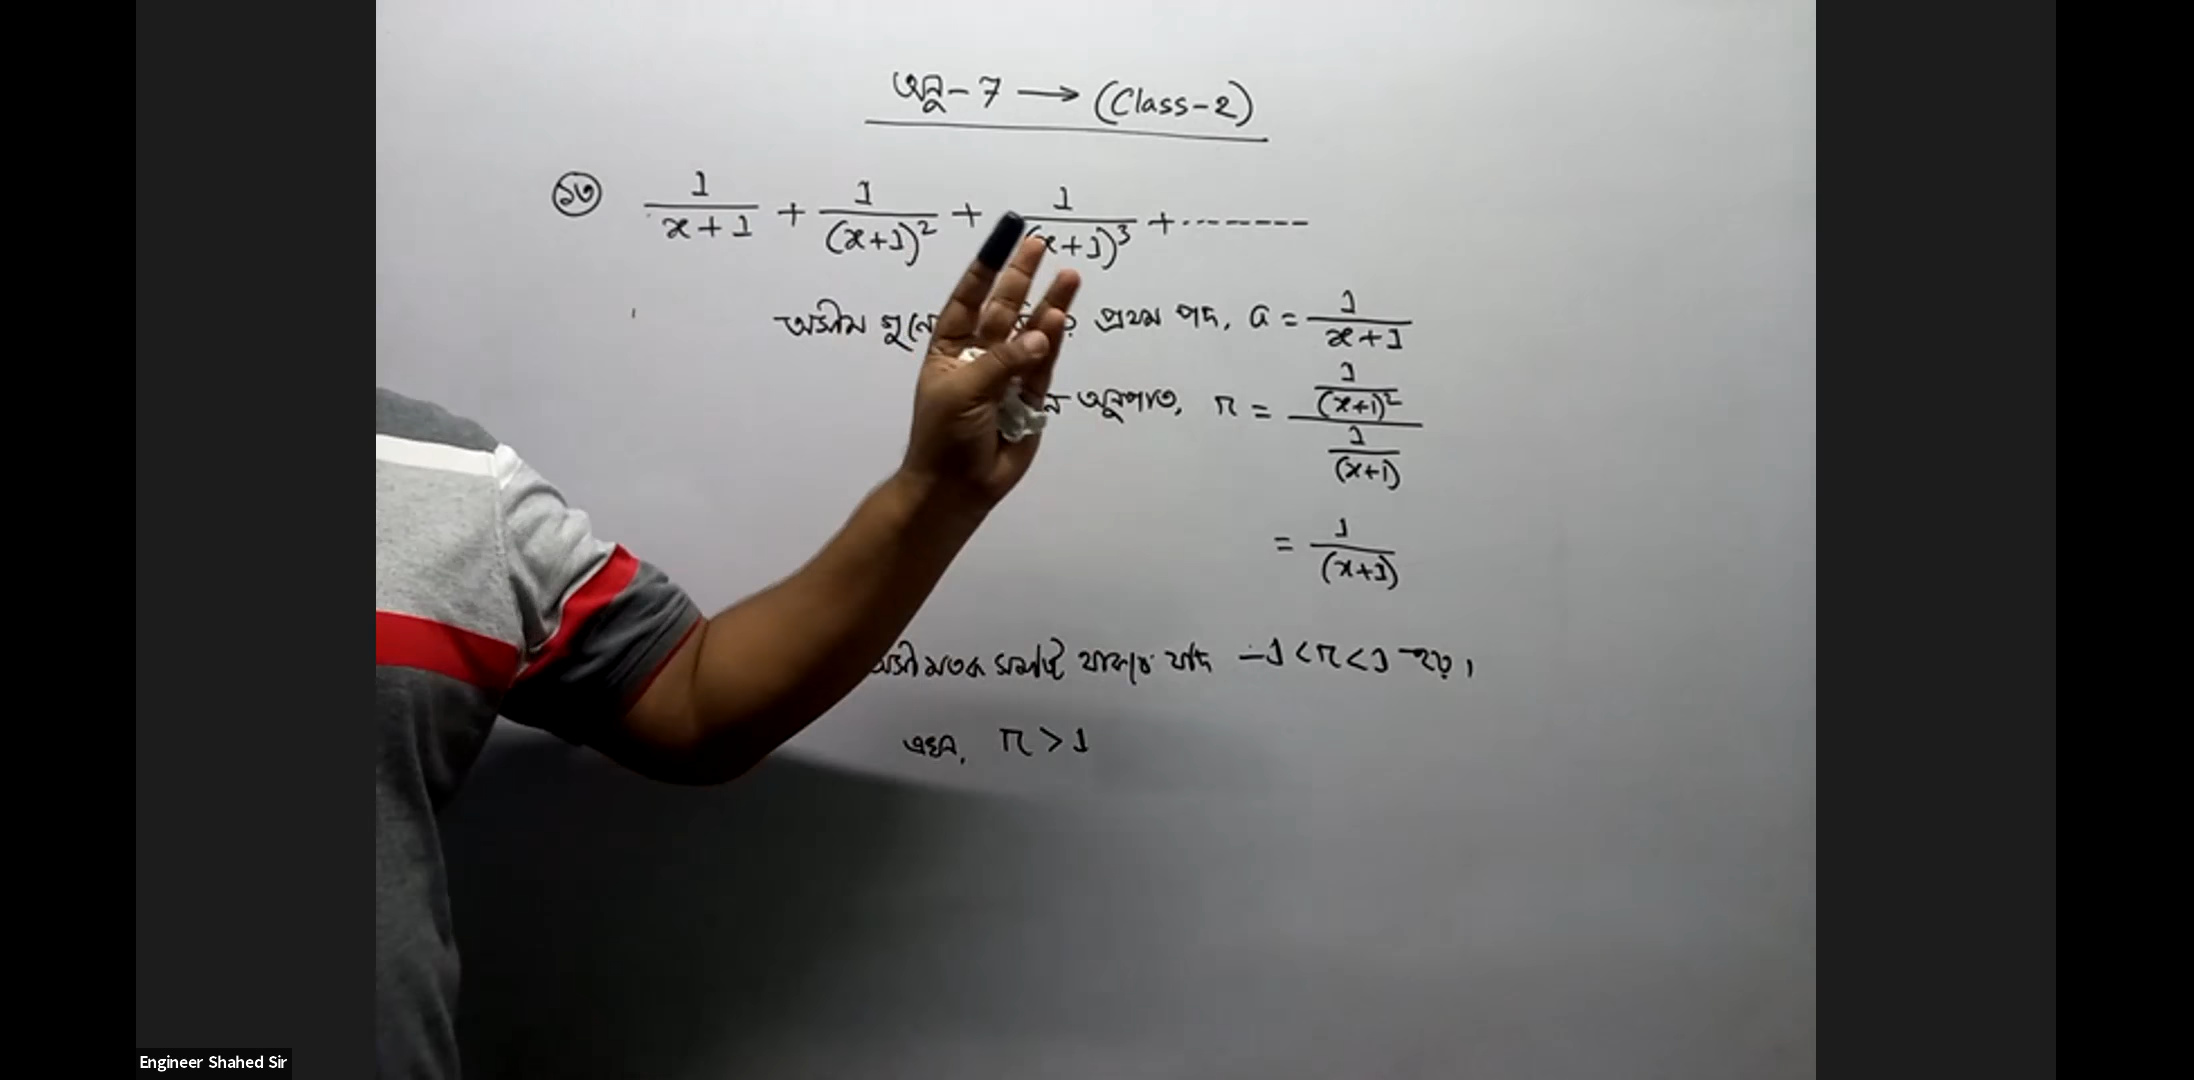 অনু-7 → (Class-2)
১৩ 1/(x+1) + 1/(x+1)² + 1/(x+1)³ + --------
অসীম প্রথম পদ, a = 1/(x+1)
অনুপাত, r = (1/(x+1)²)/(1/(x+1))
= 1/(x+1)
অসীমতক সমষ্টি থাকবে যদি -1 < r < 1 হয়।
এখন, r > 1
Engineer Shahed Sir